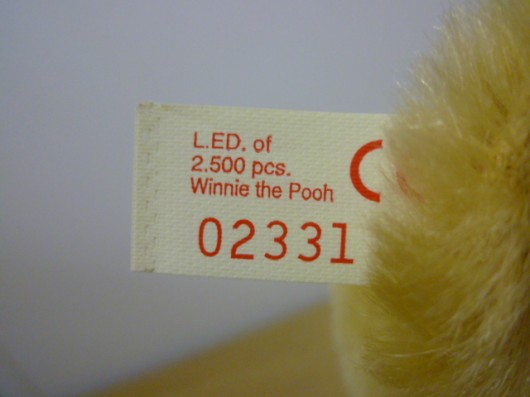 L.ED. of
2.500 pcs.
Winnie the Pooh
02331